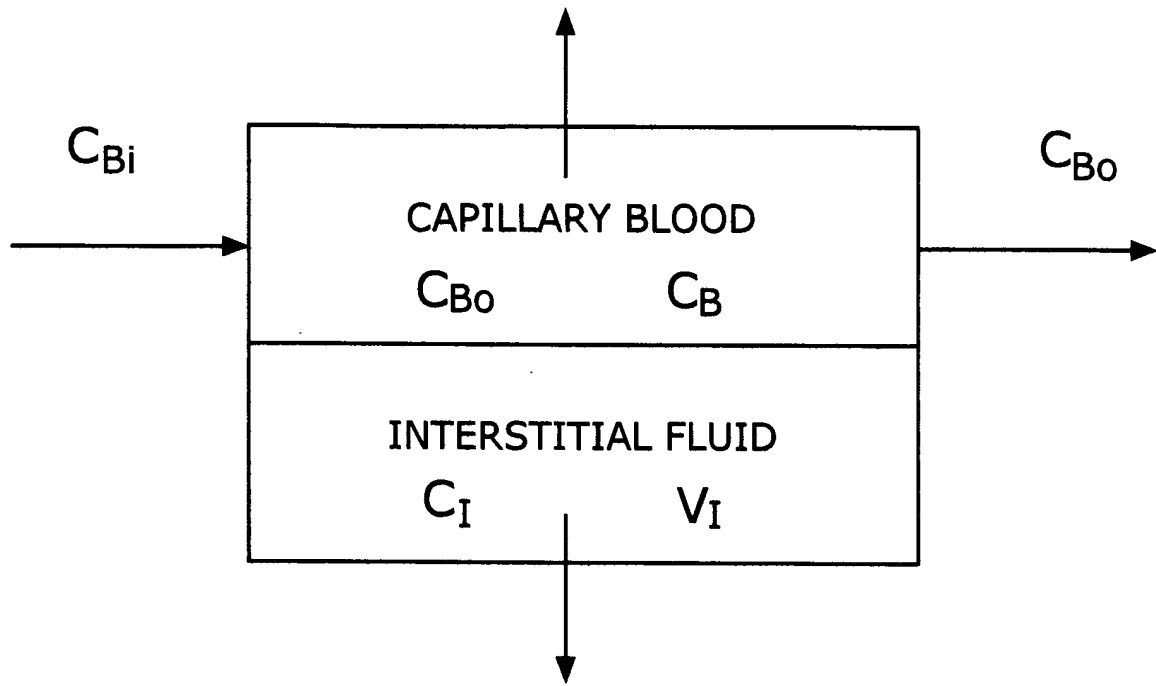 C_Bi
C_Bo
CAPILLARY BLOOD
C_Bo C_B
INTERSTITIAL FLUID
C_I V_I